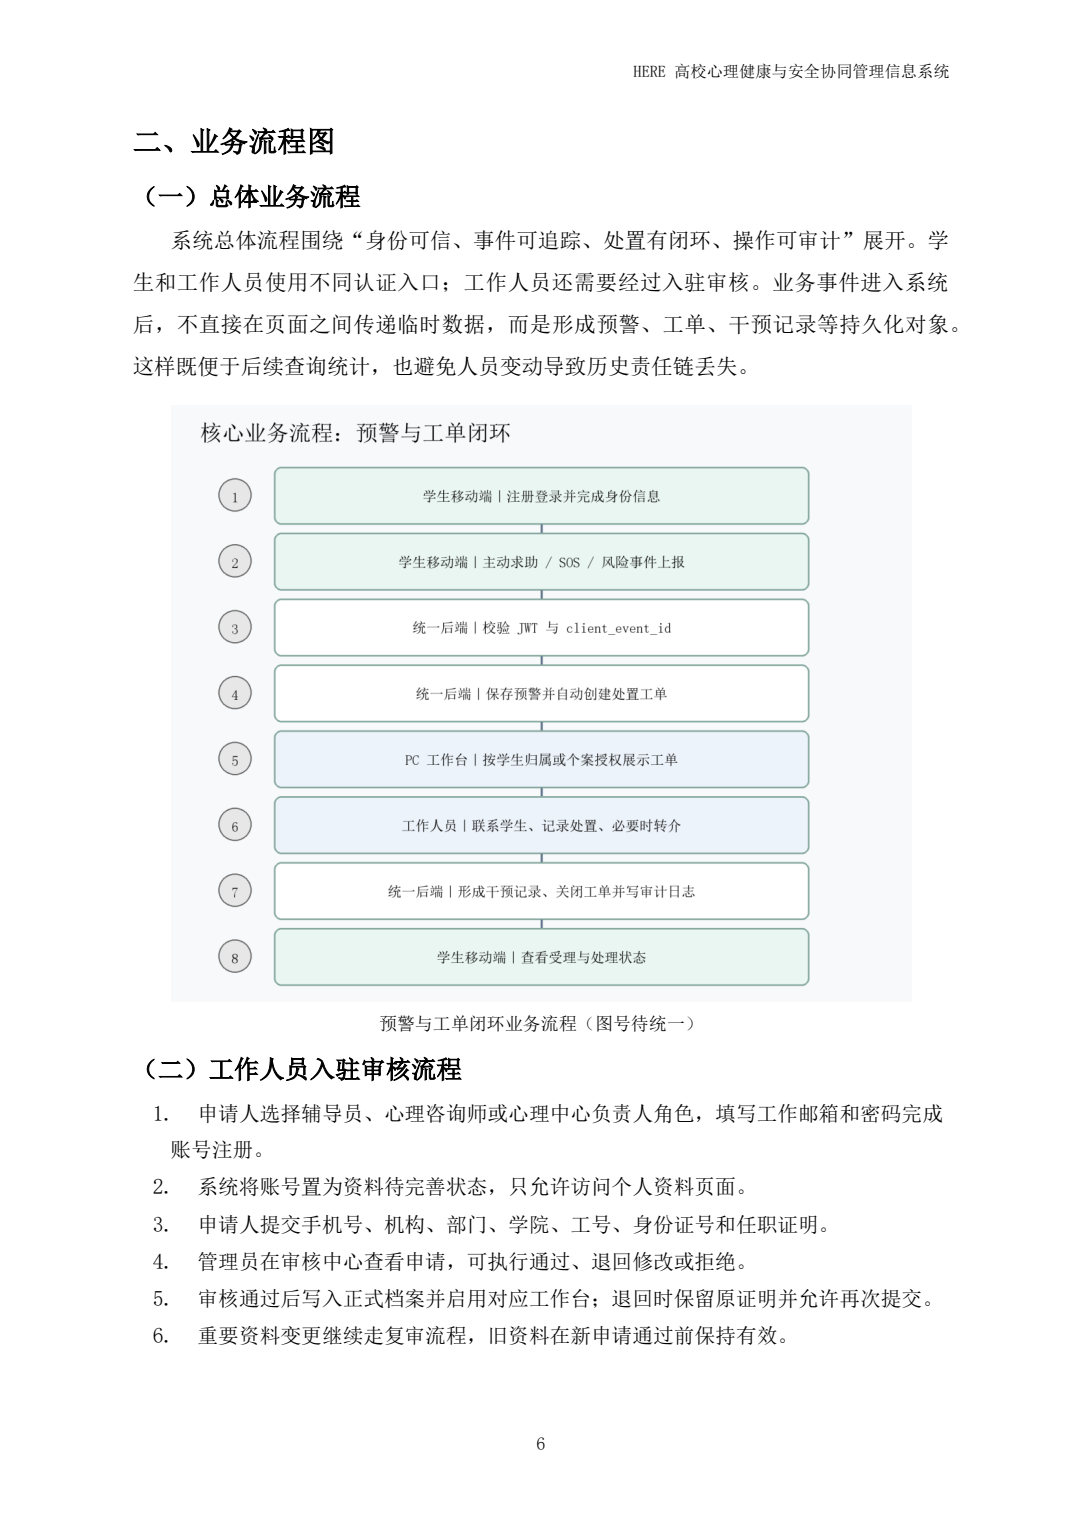 HERE 高校心理健康与安全协同管理信息系统
二、业务流程图
（一）总体业务流程
系统总体流程围绕“身份可信、事件可追踪、处置有闭环、操作可审计”展开。学
生和工作人员使用不同认证入口；工作人员还需要经过入驻审核。业务事件进入系统
后，不直接在页面之间传递临时数据，而是形成预警、工单、干预记录等持久化对象。
这样既便于后续查询统计，也避免人员变动导致历史责任链丢失。
核心业务流程：预警与工单闭环
1 学生移动端｜注册登录并完成身份信息
2 学生移动端｜主动求助 / SOS / 风险事件上报
3 统一后端｜校验 JWT 与 client_event_id
4 统一后端｜保存预警并自动创建处置工单
5 PC 工作台｜按学生归属或个案授权展示工单
6 工作人员｜联系学生、记录处置、必要时转介
7 统一后端｜形成干预记录、关闭工单并写审计日志
8 学生移动端｜查看受理与处理状态
预警与工单闭环业务流程（图号待统一）
（二）工作人员入驻审核流程
1. 申请人选择辅导员、心理咨询师或心理中心负责人角色，填写工作邮箱和密码完成
账号注册。
2. 系统将账号置为资料待完善状态，只允许访问个人资料页面。
3. 申请人提交手机号、机构、部门、学院、工号、身份证号和任职证明。
4. 管理员在审核中心查看申请，可执行通过、退回修改或拒绝。
5. 审核通过后写入正式档案并启用对应工作台；退回时保留原证明并允许再次提交。
6. 重要资料变更继续走复审流程，旧资料在新申请通过前保持有效。
6